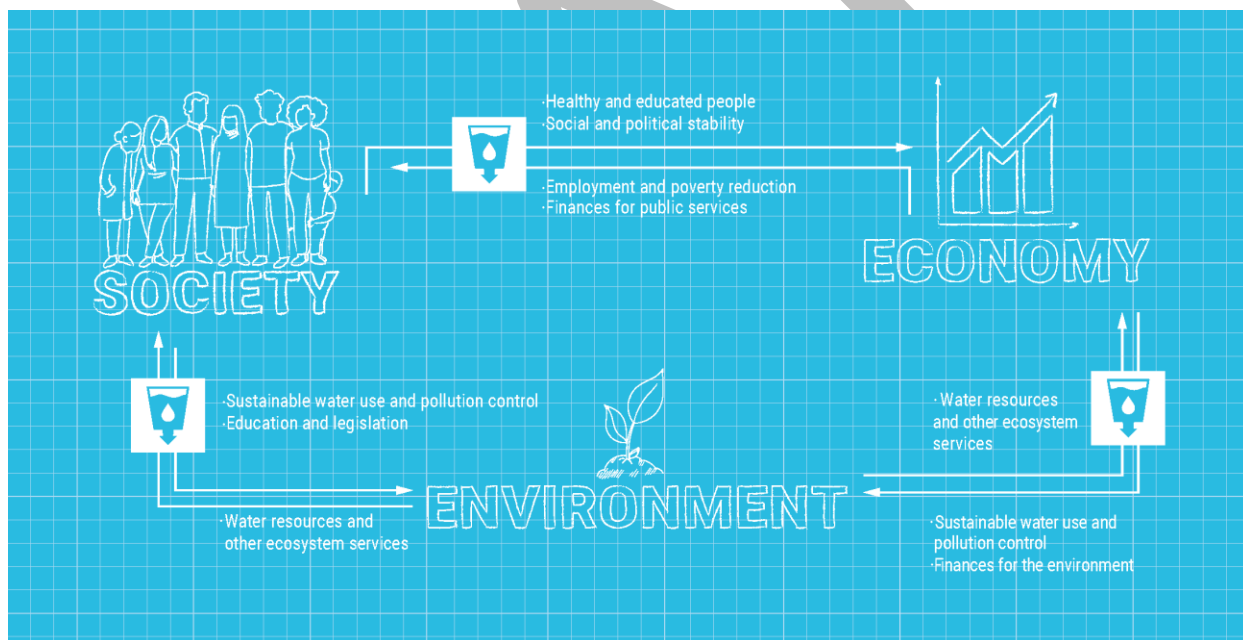 ·Healthy and educated people
·Social and political stability
·Employment and poverty reduction
·Finances for public services
SOCIETY
ECONOMY
·Sustainable water use and pollution control
·Education and legislation
·Water resources
and other ecosystem
services
ENVIRONMENT
·Water resources and
other ecosystem services
·Sustainable water use and
pollution control
·Finances for the environment